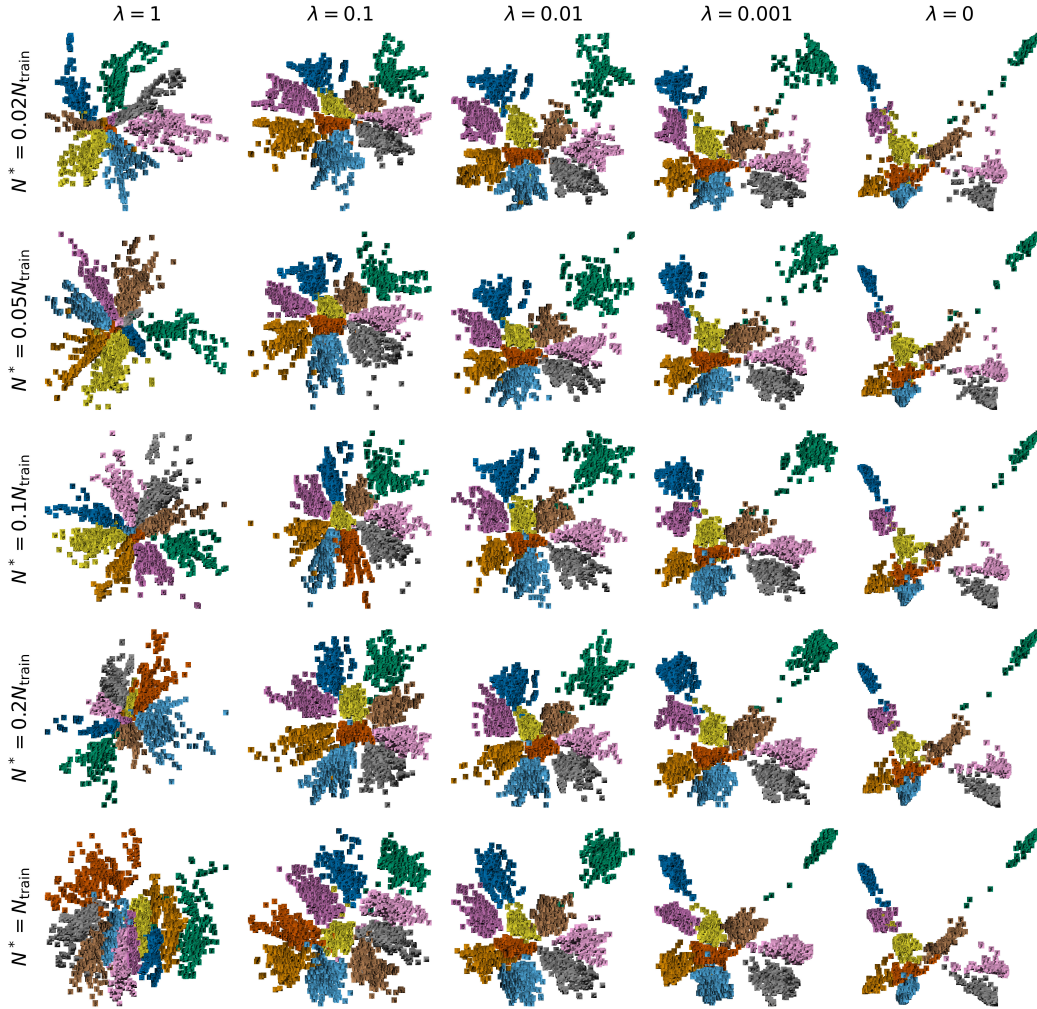 λ = 1 λ = 0.1 λ = 0.01 λ = 0.001 λ = 0
N* = 0.02N_train
N* = 0.05N_train
N* = 0.1N_train
N* = 0.2N_train
N* = N_train